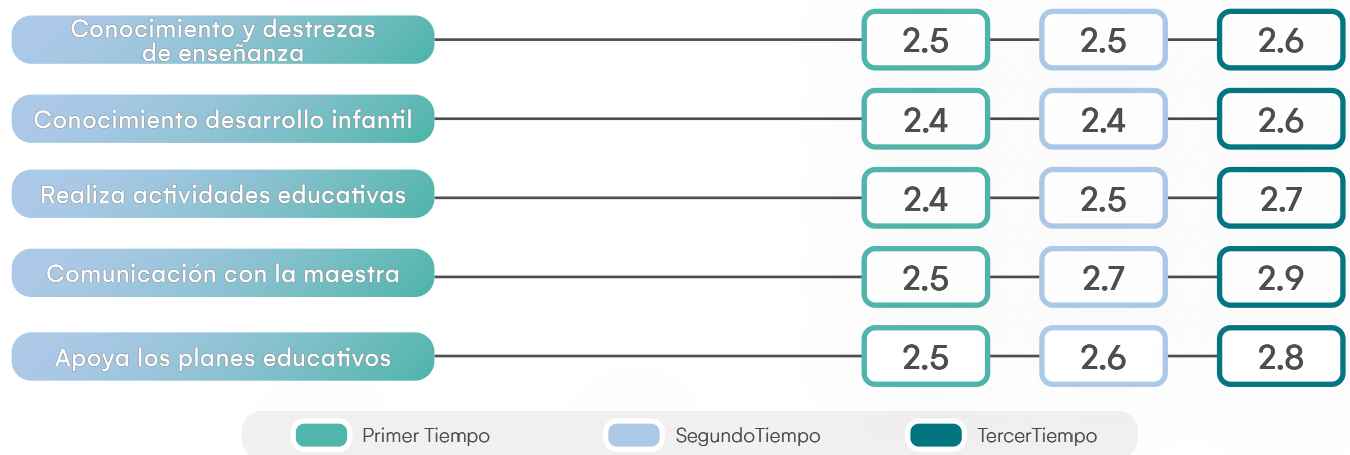 Conocimiento y destrezas
de enseñanza
2.5 2.5 2.6
Conocimiento desarrollo infantil
2.4 2.4 2.6
Realiza actividades educativas
2.4 2.5 2.7
Comunicación con la maestra
2.5 2.7 2.9
Apoya los planes educativos
2.5 2.6 2.8
Primer Tiempo SegundoTiempo TercerTiempo